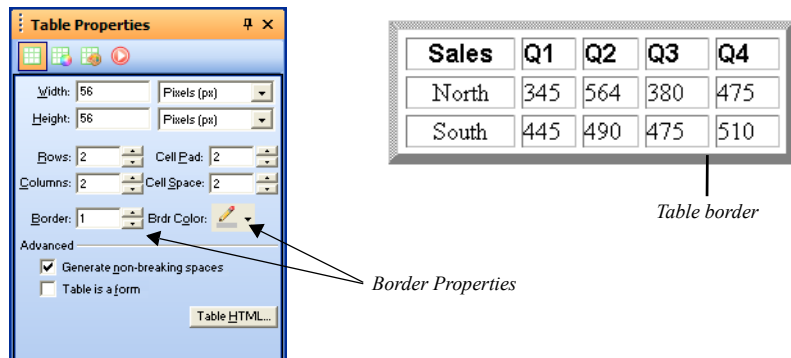 Table Properties
Width: 56 Pixels (px)
Height: 56 Pixels (px)
Rows: 2 Cell Pad: 2
Columns: 2 Cell Space: 2
Border: 1 Brdr Color:
Advanced
Generate non-breaking spaces
Table is a form
Table HTML...
Sales Q1 Q2 Q3 Q4
North 345 564 380 475
South 445 490 475 510
Table border
Border Properties